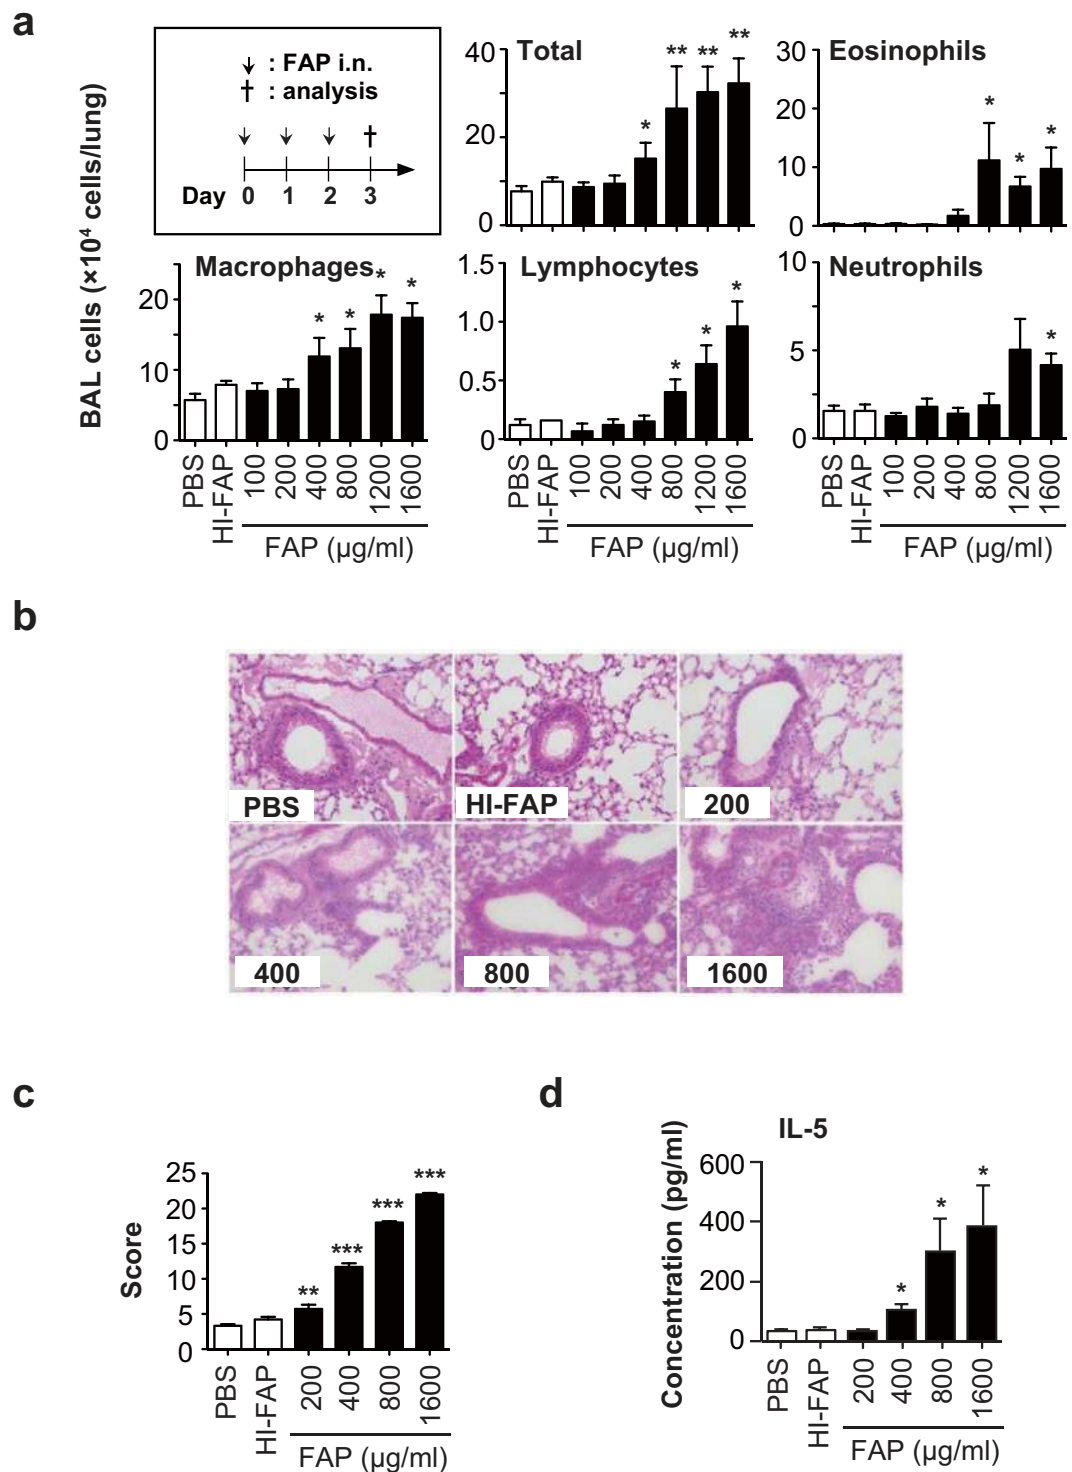 a
↓ : FAP i.n.
† : analysis
†
Day 0 1 2 3
BAL cells (×10⁴ cells/lung)
Total
40
20
0
* ** ** **
Eosinophils
30
20
10
0
* * *
Macrophages
20
10
0
* * * *
PBS
HI-FAP
100
200
400
800
1200
1600
FAP (µg/ml)
Lymphocytes
1.5
1.0
0.5
0
* * *
PBS
HI-FAP
100
200
400
800
1200
1600
FAP (µg/ml)
Neutrophils
10
5
0
*
PBS
HI-FAP
100
200
400
800
1200
1600
FAP (µg/ml)
b
PBS
HI-FAP
200
400
800
1600
c
Score
25
20
15
10
5
0
** *** *** ***
PBS
HI-FAP
200
400
800
1600
FAP (µg/ml)
d
IL-5
Concentration (pg/ml)
600
400
200
0
* * *
PBS
HI-FAP
200
400
800
1600
FAP (µg/ml)